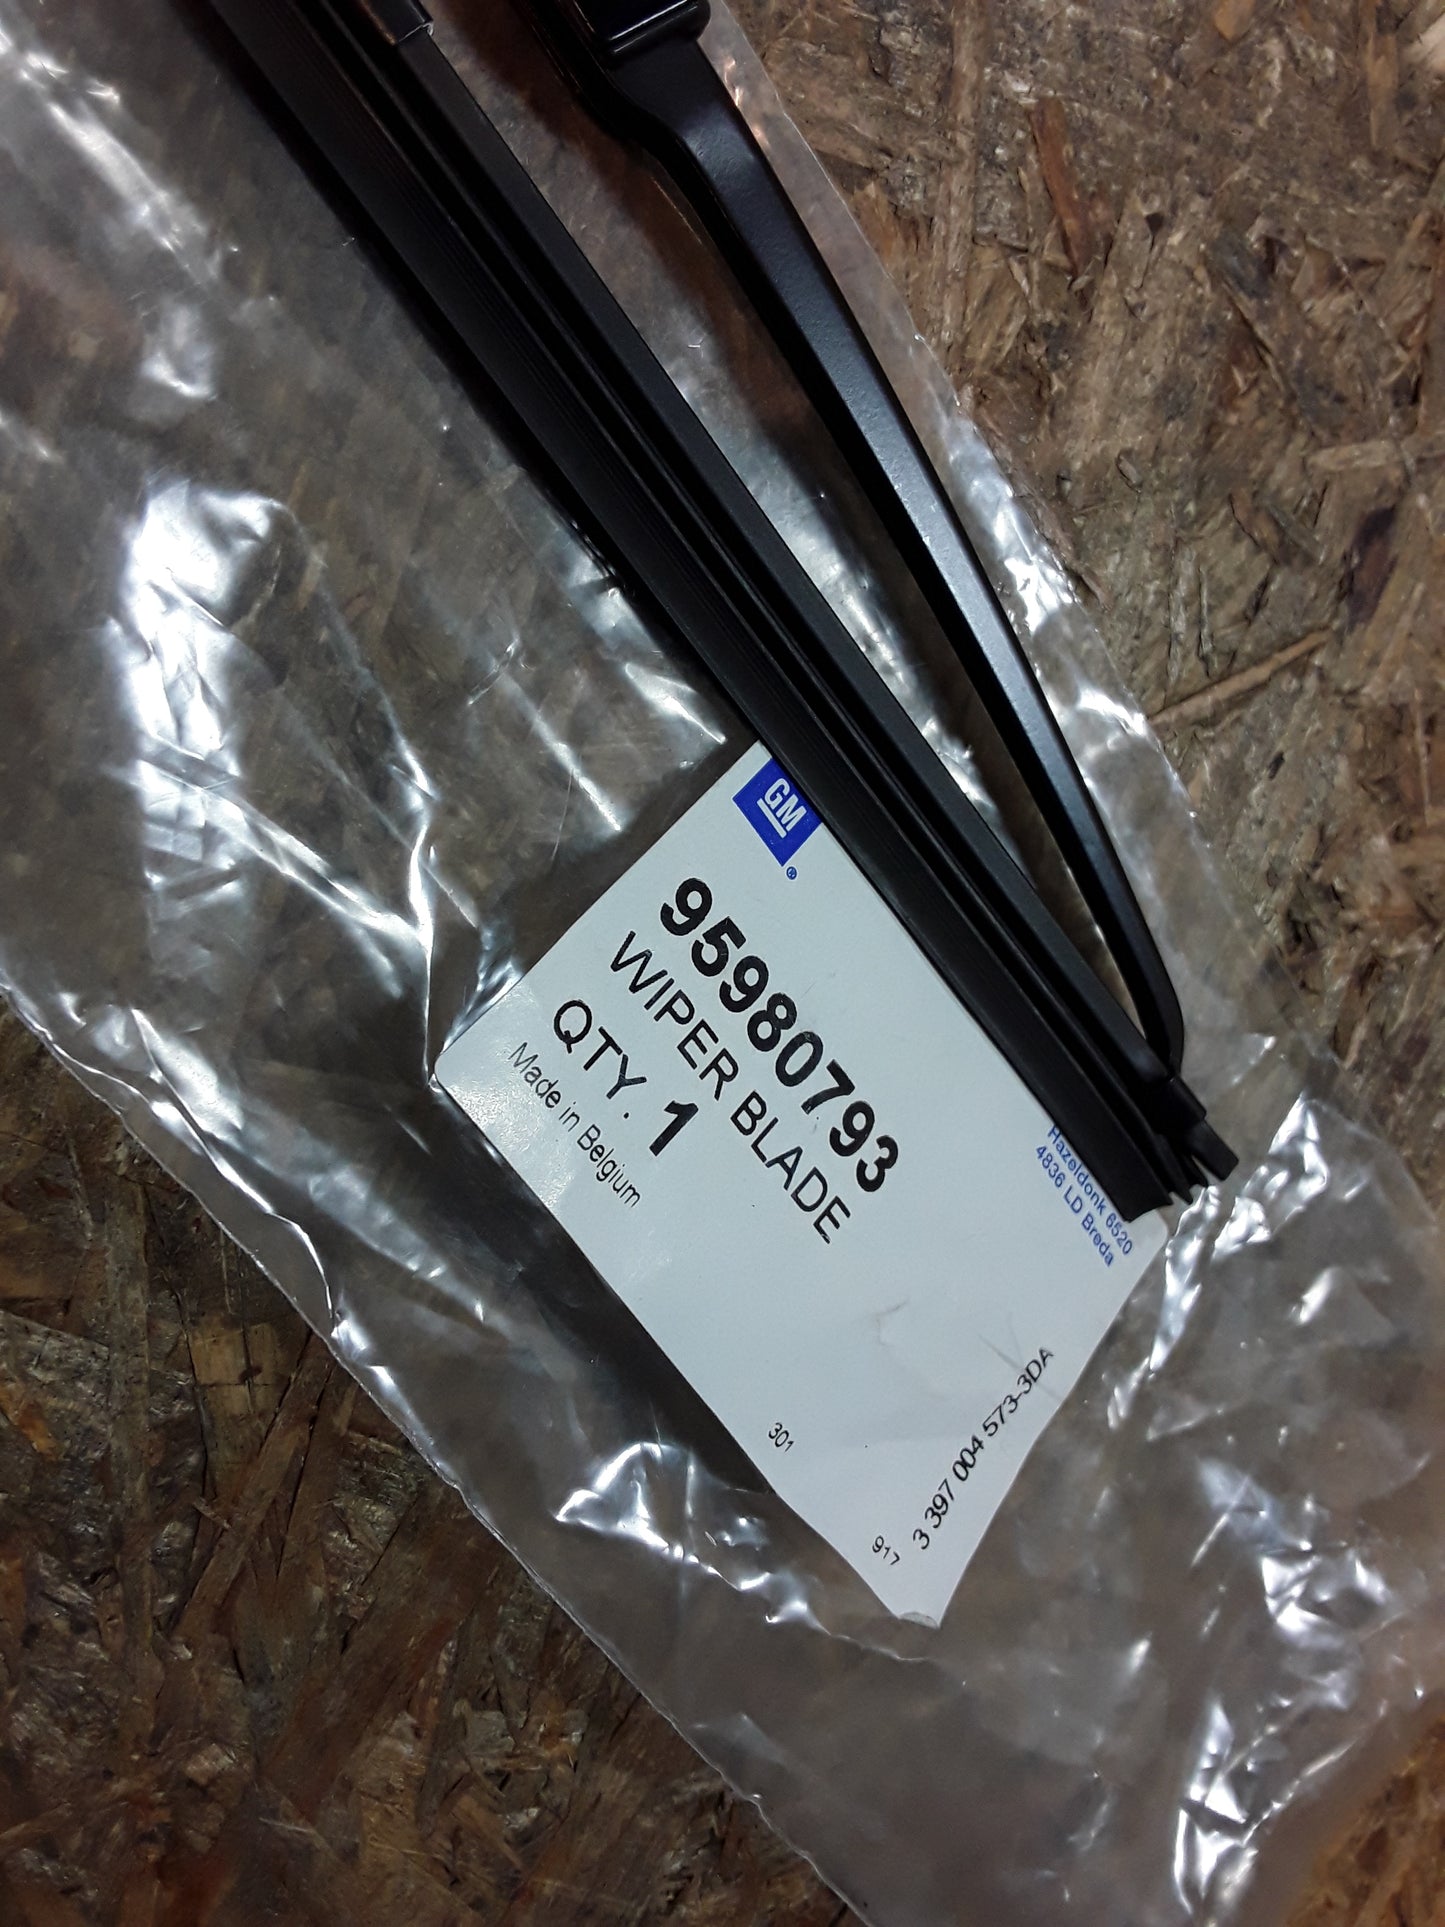 GM
®
95980793
WIPER BLADE
QTY. 1
Made in Belgium
Hazeldonk 6520
4836 LD Breda
301
917
3 397 004 573-3DA